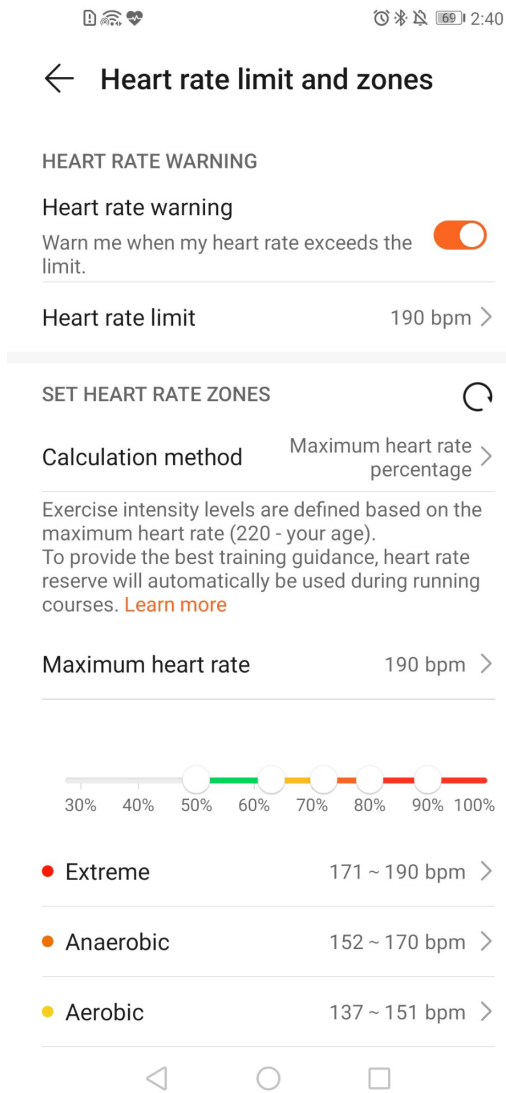 69 2:40
Heart rate limit and zones
HEART RATE WARNING
Heart rate warning
Warn me when my heart rate exceeds the
limit.
Heart rate limit 190 bpm
SET HEART RATE ZONES
Calculation method Maximum heart rate
percentage
Exercise intensity levels are defined based on the
maximum heart rate (220 - your age).
To provide the best training guidance, heart rate
reserve will automatically be used during running
courses. Learn more
Maximum heart rate 190 bpm
30% 40% 50% 60% 70% 80% 90% 100%
Extreme 171 ~ 190 bpm
Anaerobic 152 ~ 170 bpm
Aerobic 137 ~ 151 bpm